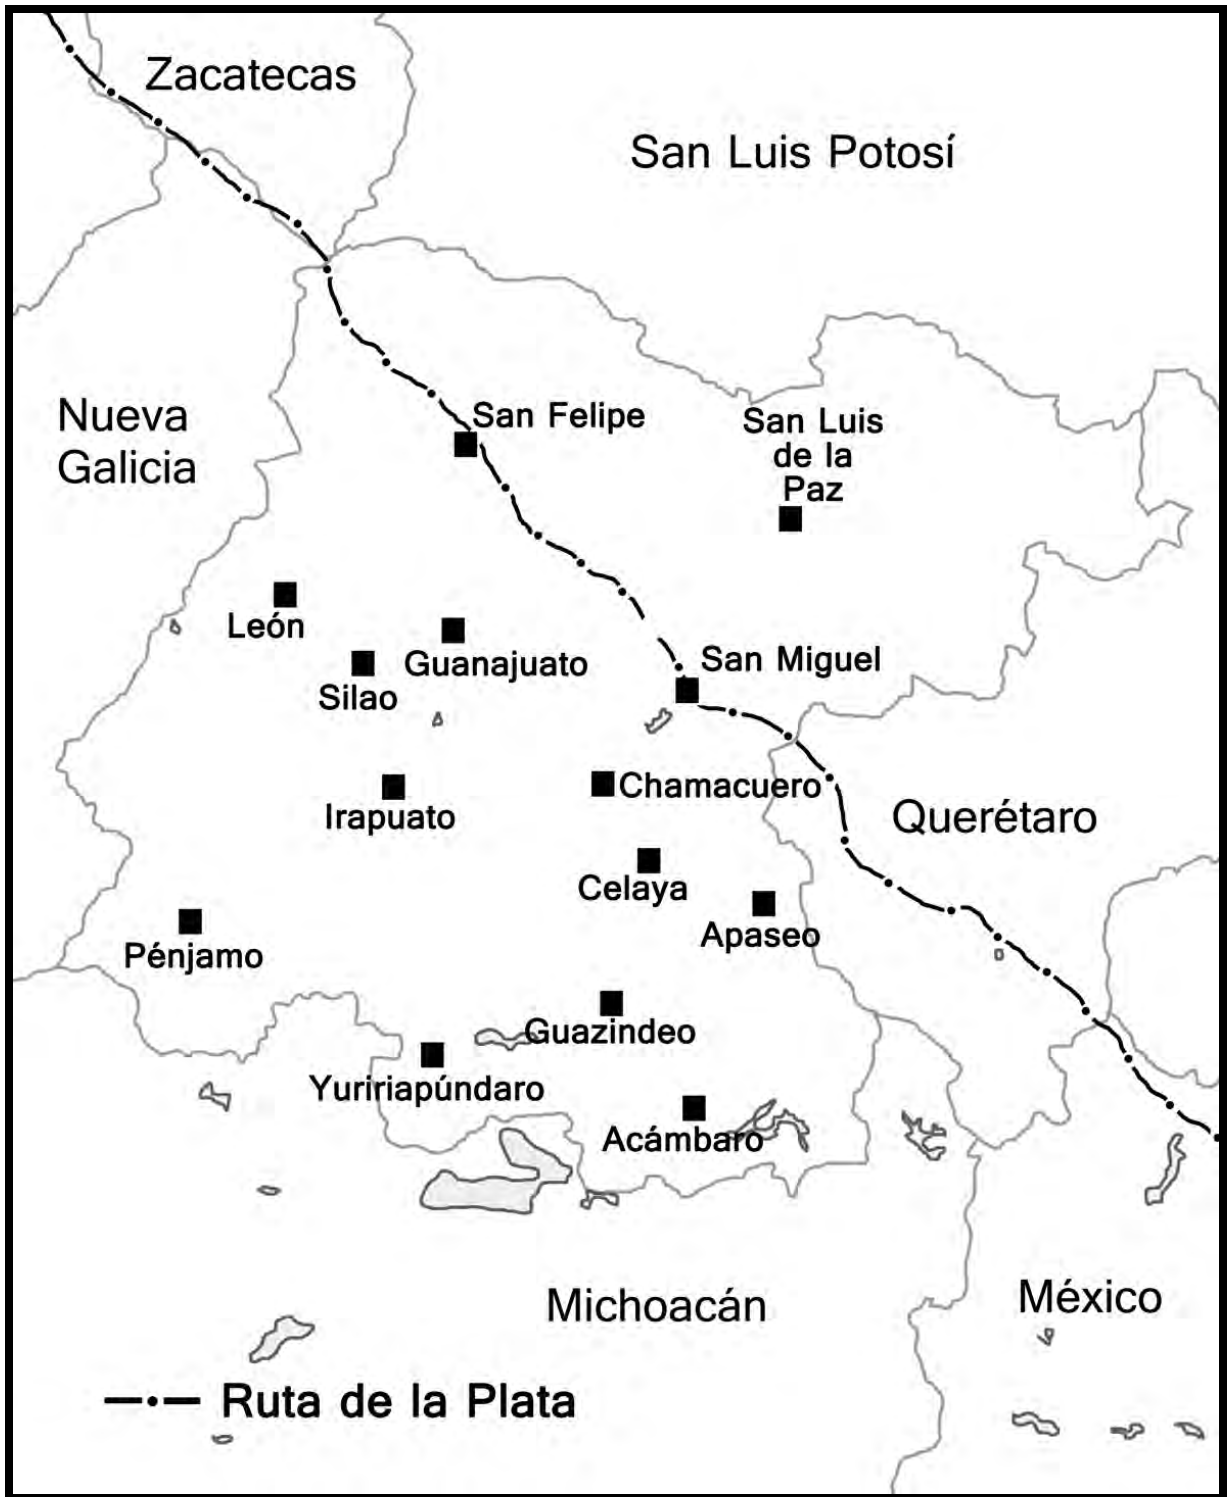 Zacatecas
San Luis Potosí
Nueva
Galicia
San Felipe
San Luis
de la
Paz
León
Guanajuato
Silao
San Miguel
Irapuato
Chamacuero
Querétaro
Celaya
Apaseo
Pénjamo
Guazindeo
Yuririapúndaro
Acámbaro
Michoacán
México
Ruta de la Plata